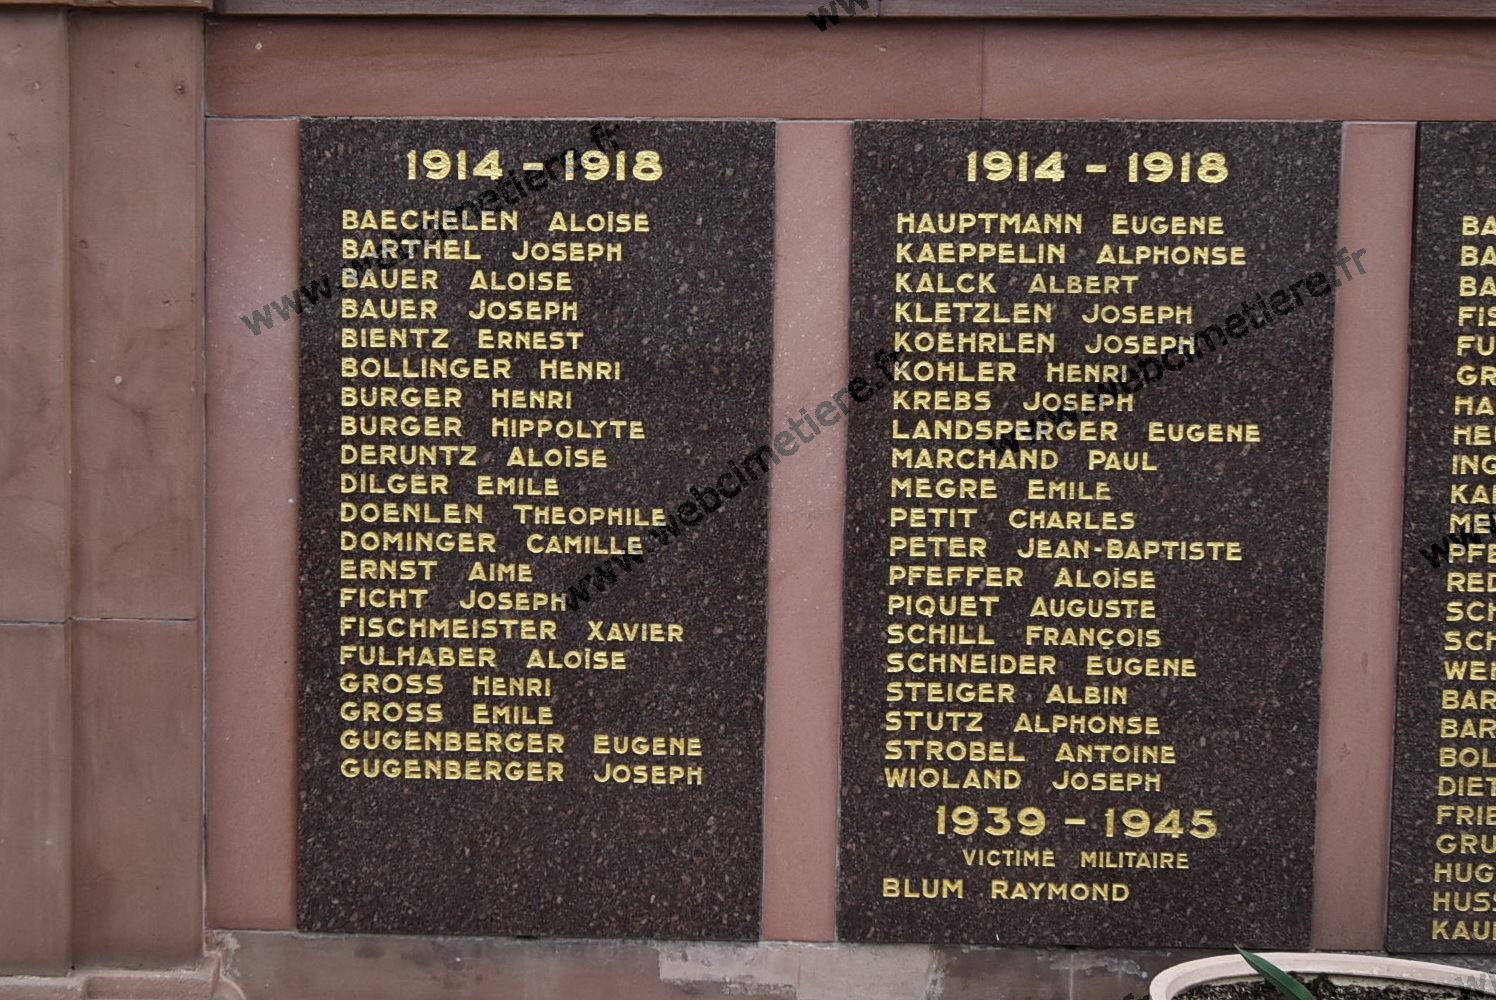 1914 - 1918
BAECHELEN ALOÏSE
BARTHEL JOSEPH
BAUER ALOISE
BAUER JOSEPH
BIENTZ ERNEST
BOLLINGER HENRI
BURGER HENRI
BURGER HIPPOLYTE
DERUNTZ ALOÏSE
DILGER EMILE
DOENLEN THEOPHILE
DOMINGER CAMILLE
ERNST AIME
FICHT JOSEPH
FISCHMEISTER XAVIER
FULHABER ALOÏSE
GROSS HENRI
GROSS EMILE
GUGENBERGER EUGENE
GUGENBERGER JOSEPH
1914 - 1918
HAUPTMANN EUGENE
KAEPPELIN ALPHONSE
KALCK ALBERT
KLETZLEN JOSEPH
KOEHRLEN JOSEPH
KOHLER HENRI
KREBS JOSEPH
LANDSPERGER EUGENE
MARCHAND PAUL
MEGRE EMILE
PETIT CHARLES
PETER JEAN-BAPTISTE
PFEFFER ALOÏSE
PIQUET AUGUSTE
SCHILL FRANÇOIS
SCHNEIDER EUGENE
STEIGER ALBIN
STUTZ ALPHONSE
STROBEL ANTOINE
WIOLAND JOSEPH
1939 - 1945
VICTIME MILITAIRE
BLUM RAYMOND
www.webcimetiere.fr
www.webcimetiere.fr
www.webcimetiere.fr